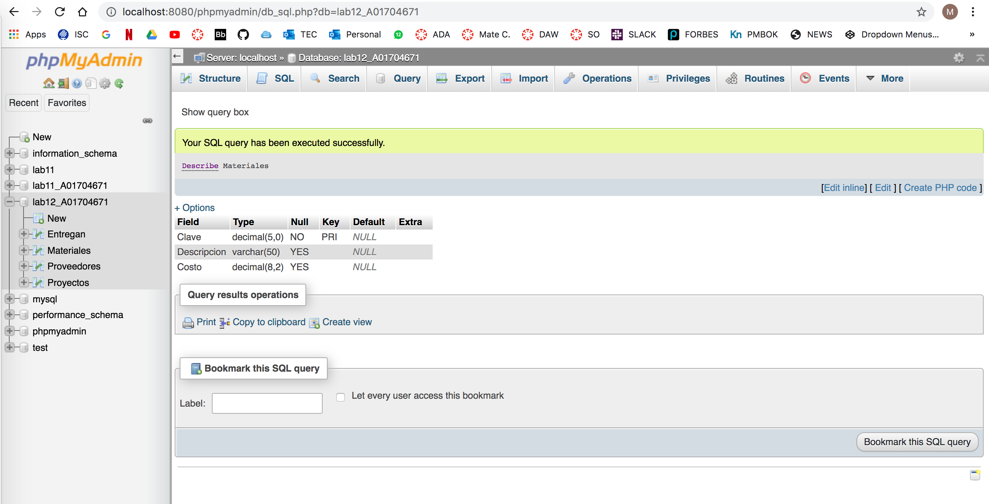 localhost:8080/phpmyadmin/db_sql.php?db=lab12_A01704671
M
Apps ISC TEC Personal ADA Mate C. DAW SO SLACK FORBES Kn PMBOK NEWS Dropdown Menus... »
phpMyAdmin
Recent Favorites
New
information_schema
lab11
lab11_A01704671
lab12_A01704671
New
Entregan
Materiales
Proveedores
Proyectos
mysql
performance_schema
phpmyadmin
test
Server: localhost » Database: lab12_A01704671
Structure SQL Search Query Export Import Operations Privileges Routines Events More
Show query box
Your SQL query has been executed successfully.
Describe Materiales
[Edit inline] [ Edit ] [ Create PHP code ]
+ Options
Field Type Null Key Default Extra
Clave decimal(5,0) NO PRI NULL
Descripcion varchar(50) YES NULL
Costo decimal(8,2) YES NULL
Query results operations
Print Copy to clipboard Create view
Bookmark this SQL query
Label: Let every user access this bookmark
Bookmark this SQL query